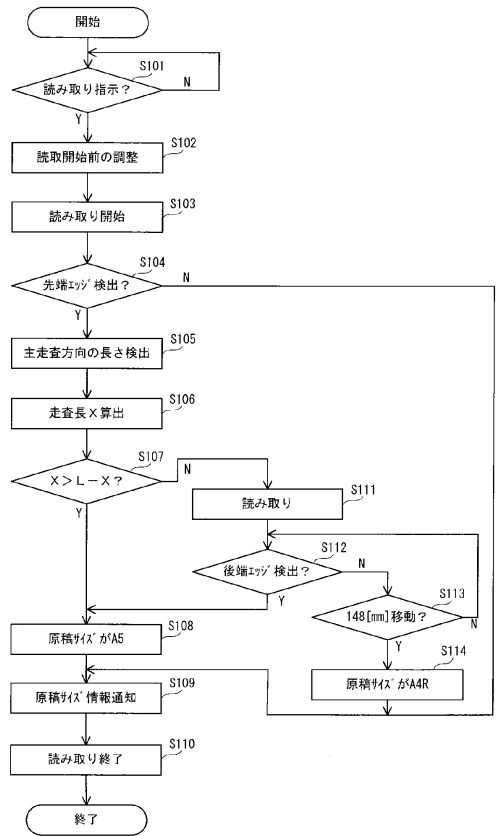 開始
S101
読み取り指示？
N
Y
S102
読取開始前の調整
S103
読み取り開始
S104
先端ｴｯｼﾞ検出？
N
Y
S105
主走査方向の長さ検出
S106
走査長X算出
S107
X＞L－X？
N
Y
S111
読み取り
S112
後端ｴｯｼﾞ検出？
N
Y
S113
148[mm]移動？
N
Y
S108
原稿ｻｲｽﾞがA5
S114
原稿ｻｲｽﾞがA4R
S109
原稿ｻｲｽﾞ情報通知
S110
読み取り終了
終了